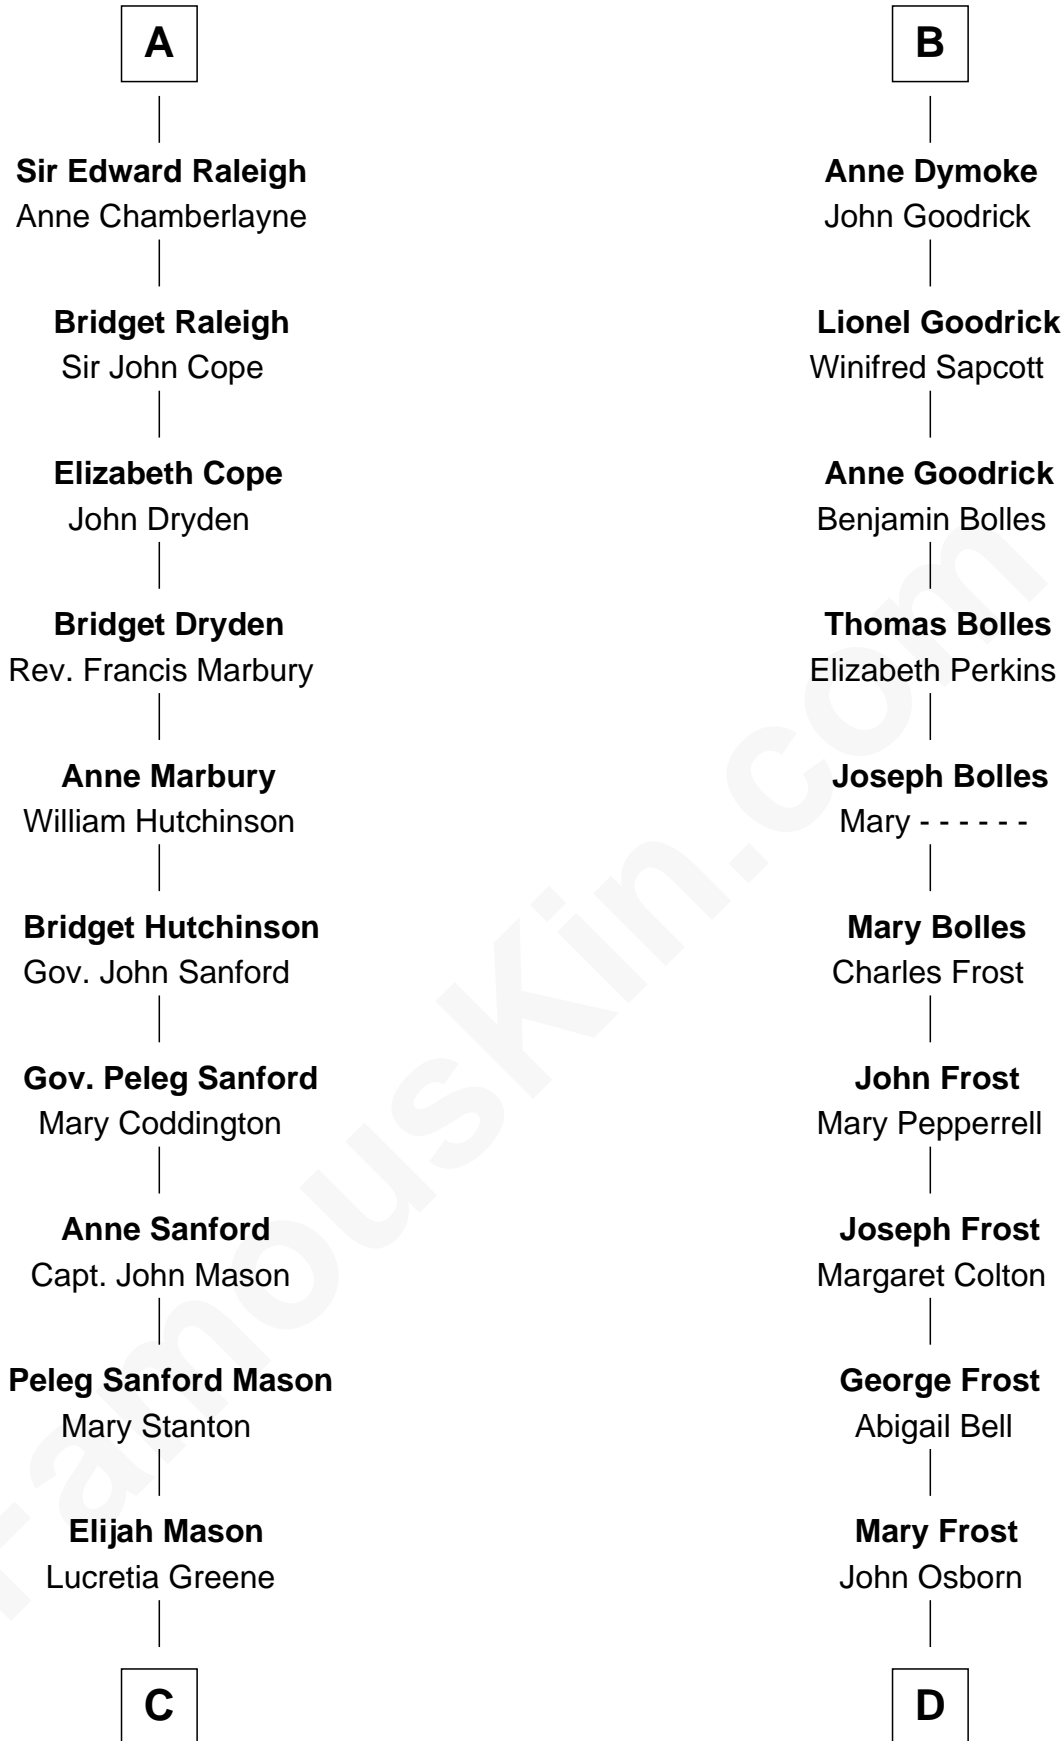 A
Sir Edward Raleigh
Anne Chamberlayne
Bridget Raleigh
Sir John Cope
Elizabeth Cope
John Dryden
Bridget Dryden
Rev. Francis Marbury
Anne Marbury
William Hutchinson
Bridget Hutchinson
Gov. John Sanford
Gov. Peleg Sanford
Mary Coddington
Anne Sanford
Capt. John Mason
Peleg Sanford Mason
Mary Stanton
Elijah Mason
Lucretia Greene
C
B
Anne Dymoke
John Goodrick
Lionel Goodrick
Winifred Sapcott
Anne Goodrick
Benjamin Bolles
Thomas Bolles
Elizabeth Perkins
Joseph Bolles
Mary - - - - - -
Mary Bolles
Charles Frost
John Frost
Mary Pepperrell
Joseph Frost
Margaret Colton
George Frost
Abigail Bell
Mary Frost
John Osborn
D
FamousKin.com